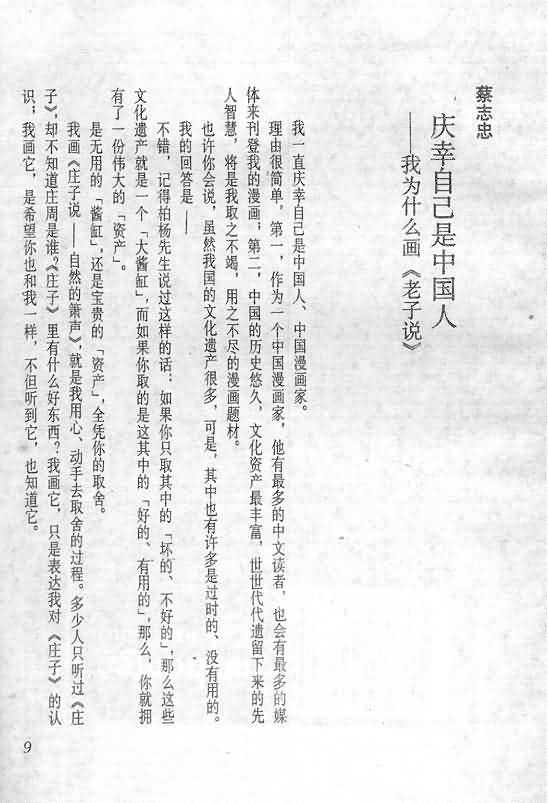 蔡志忠
庆幸自己是中国人
——我为什么画《老子说》
我一直庆幸自己是中国人、中国漫画家。
理由很简单。第一，作为一个中国漫画家，他有最多的中文读者，也会有最多的媒
体来刊登我的漫画；第二，中国的历史悠久，文化资产最丰富，世世代代遗留下来的先
人智慧，将是我取之不竭，用之不尽的漫画题材。
也许你会说，虽然我国的文化遗产很多，可是，其中也有许多是过时的、没有用的。
我的回答是——
不错，记得柏杨先生说过这样的话：如果你只取其中的「坏的、不好的」，那么这些
文化遗产就是一个「大酱缸」，而如果你取的是这其中的「好的、有用的」，那么，你就拥
有了一份伟大的「资产」。
是无用的「酱缸」，还是宝贵的「资产」，全凭你的取舍。
我画《庄子说——自然的箫声》，就是我用心、动手去取舍的过程。多少人只听过《庄
子》，却不知道庄周是谁？《庄子》里有什么好东西？我画它，只是表达我对《庄子》的认
识；我画它，是希望你也和我一样，不但听到它，也知道它。
9